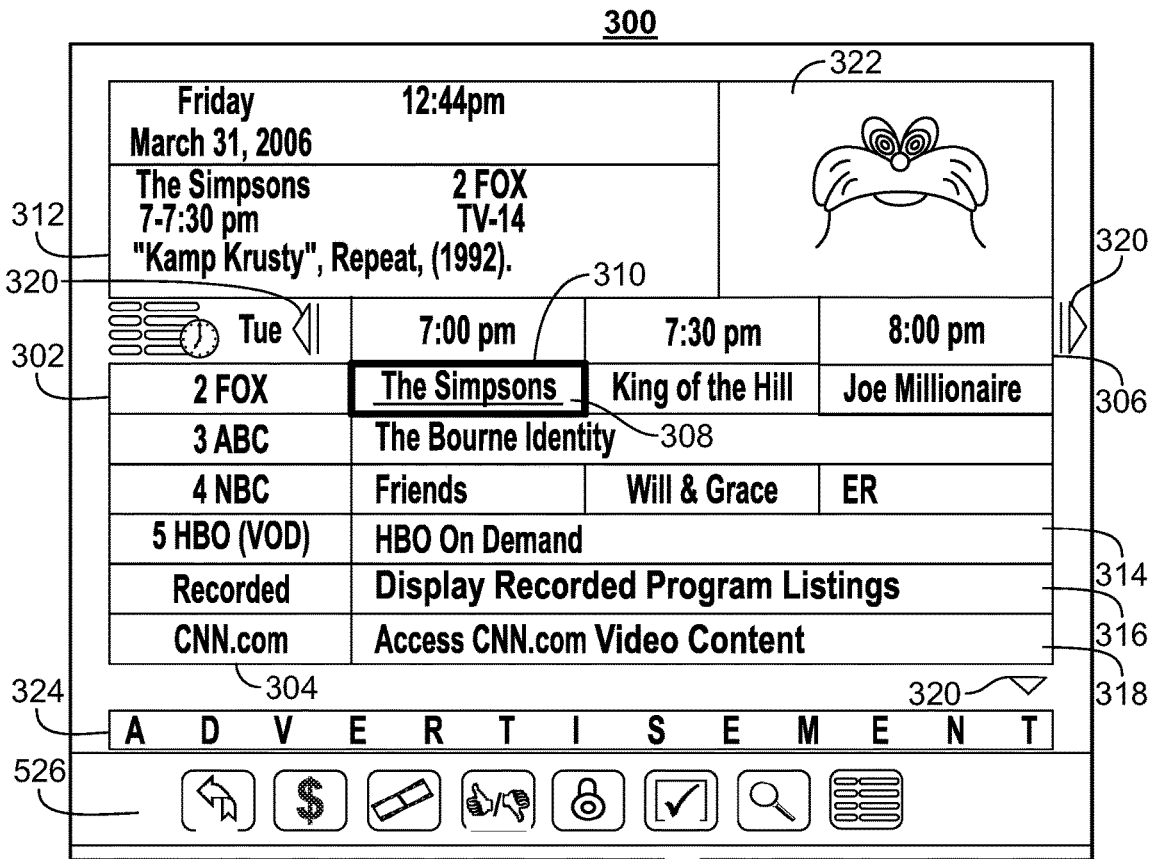 300
322
Friday 12:44pm
March 31, 2006
The Simpsons 2 FOX
312
7-7:30 pm TV-14
"Kamp Krusty", Repeat, (1992).
320
320
310
Tue 7:00 pm 7:30 pm 8:00 pm
302
306
2 FOX The Simpsons King of the Hill Joe Millionaire
308
3 ABC The Bourne Identity
4 NBC Friends Will & Grace ER
5 HBO (VOD) HBO On Demand
314
Recorded Display Recorded Program Listings
316
CNN.com Access CNN.com Video Content
318
304
320
324
A D V E R T I S E M E N T
526
$
/